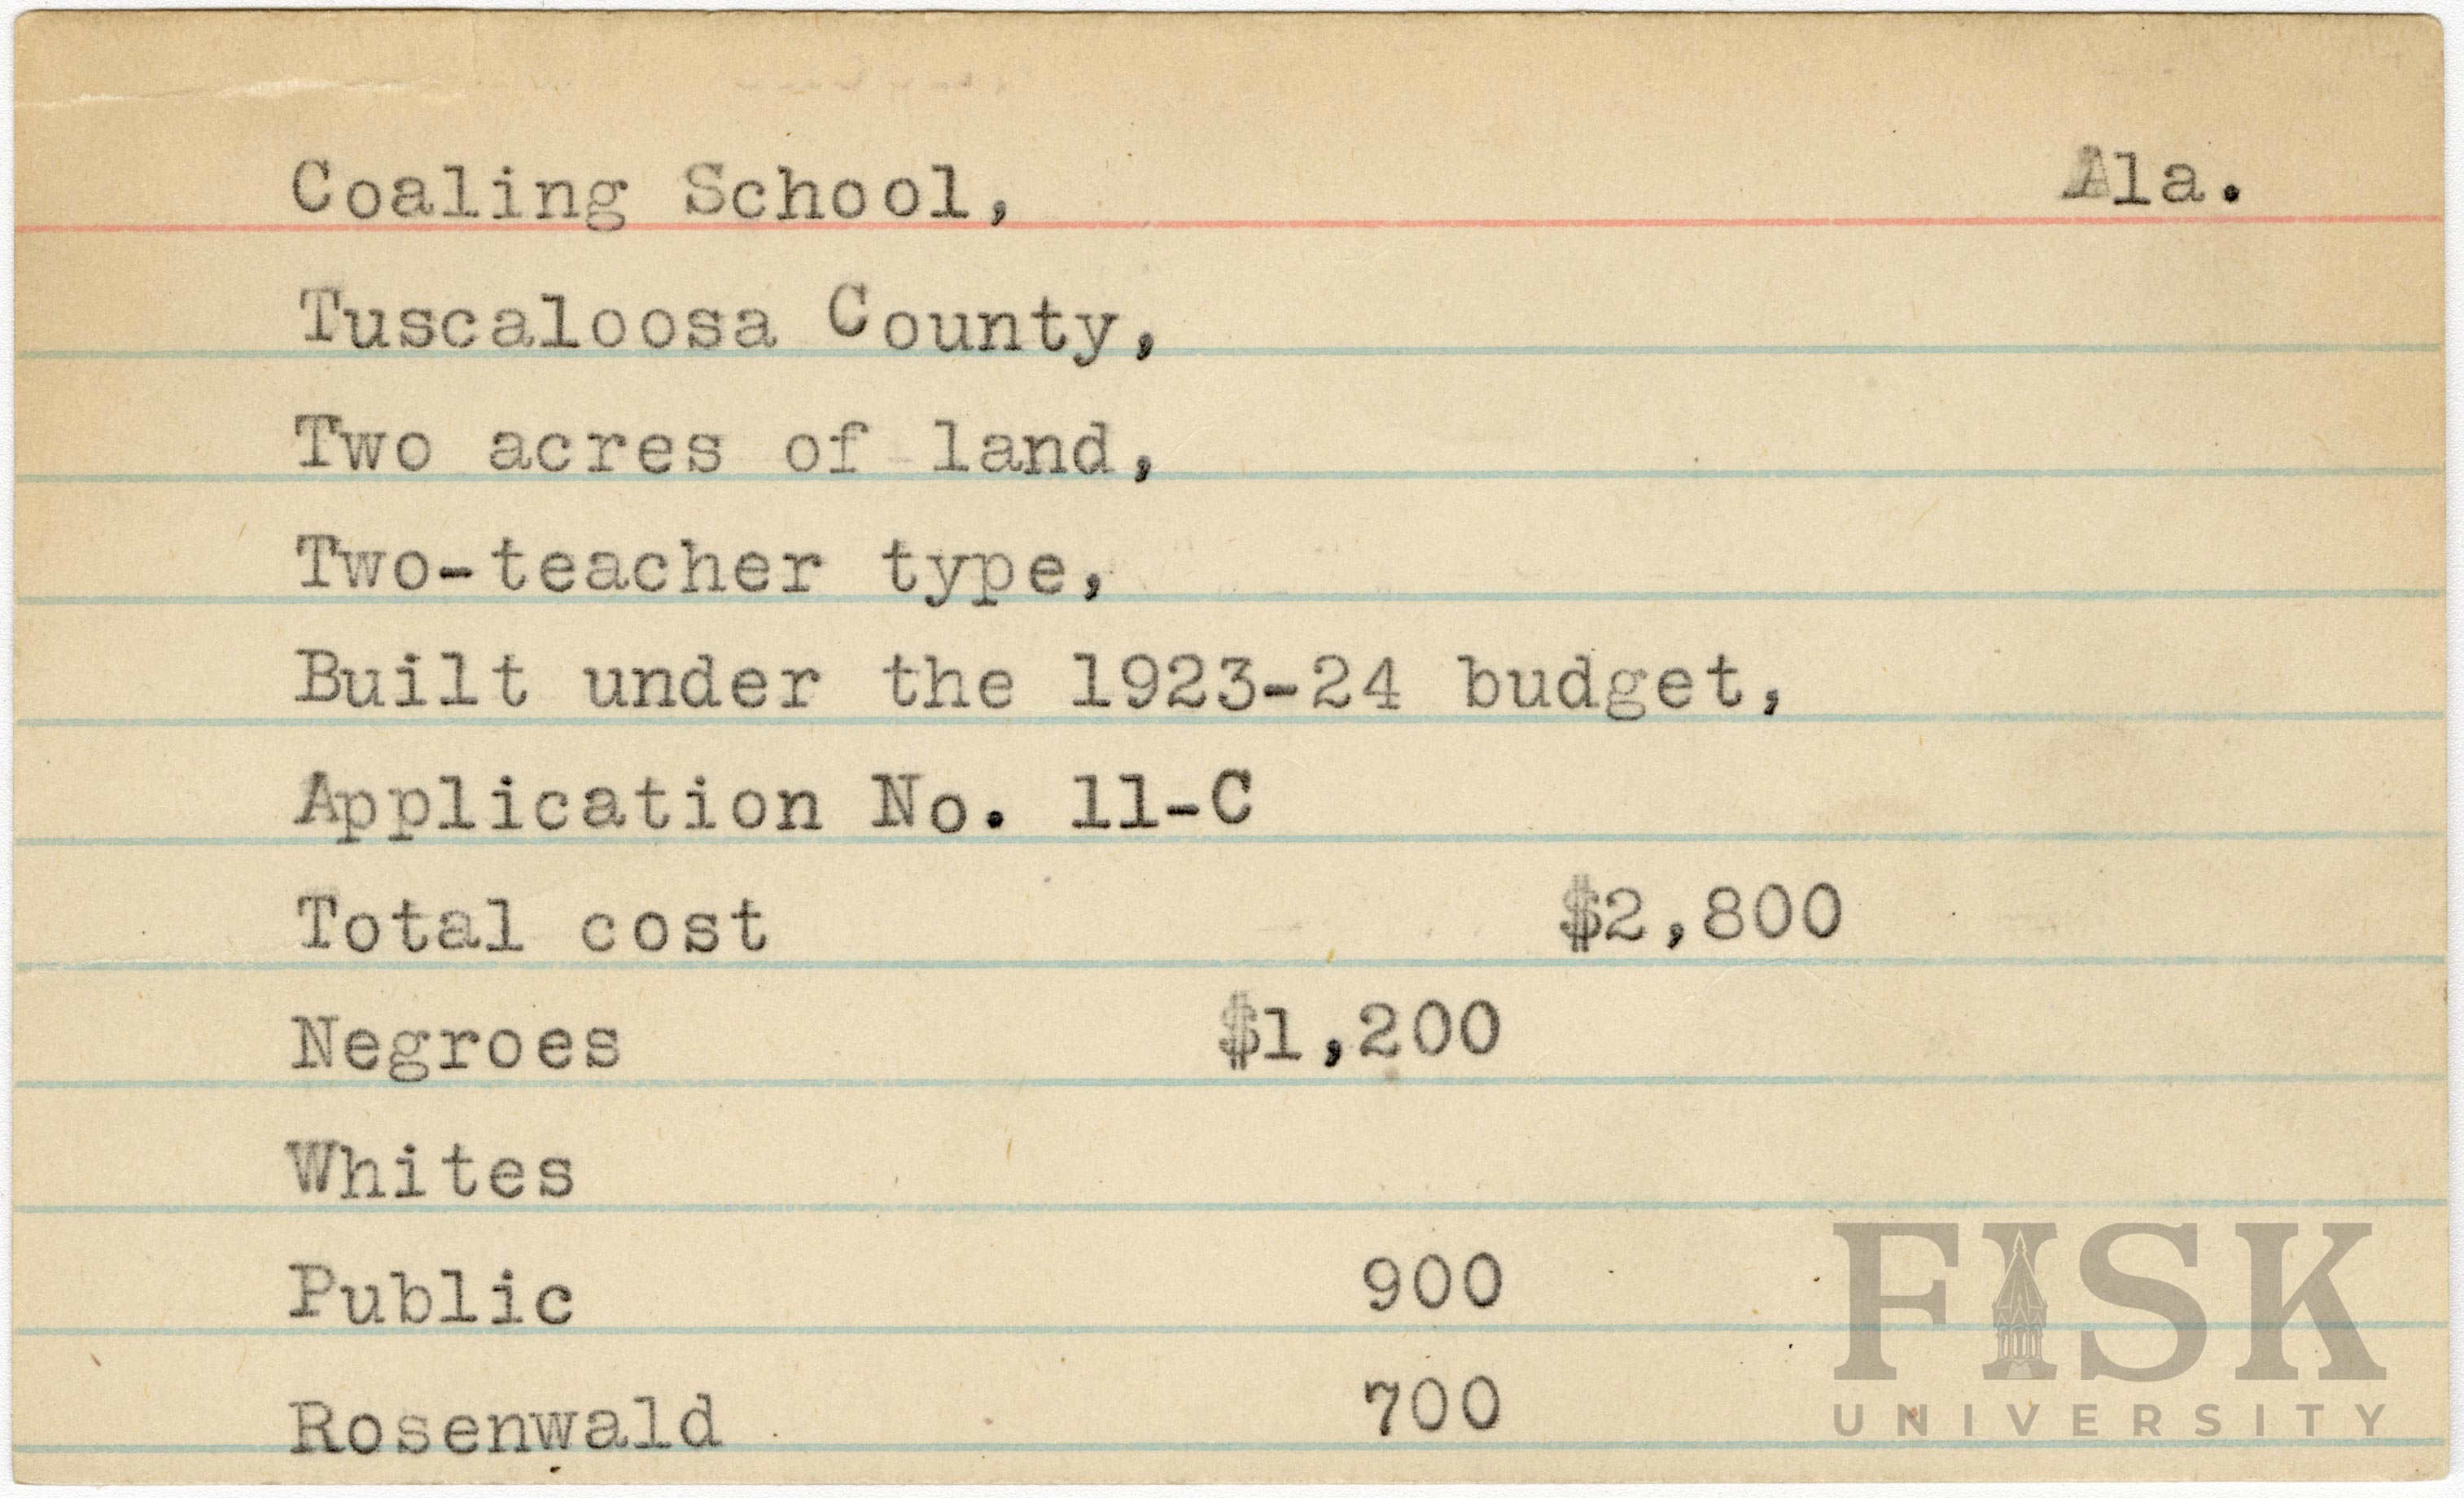 Coaling School, Ala.
Tuscaloosa County,
Two acres of land,
Two-teacher type,
Built under the 1923-24 budget,
Application No. 11-C
Total cost $2,800
Negroes $1,200
Whites
Public 900
Rosenwald 700
FISK
UNIVERSITY